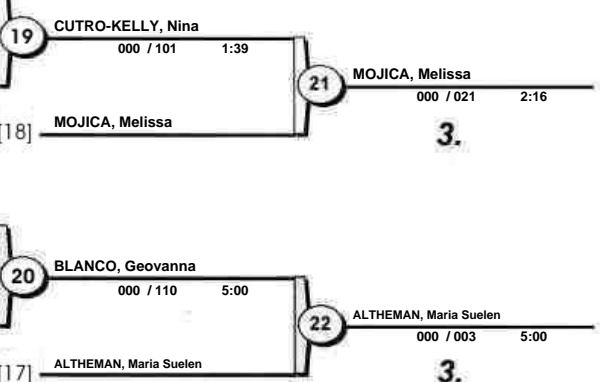 19
CUTRO-KELLY, Nina
000 / 101 1:39
21
MOJICA, Melissa
000 / 021 2:16
[18]
MOJICA, Melissa
3.
20
BLANCO, Geovanna
000 / 110 5:00
22
ALTHEMAN, Maria Suelen
000 / 003 5:00
[17]
ALTHEMAN, Maria Suelen
3.